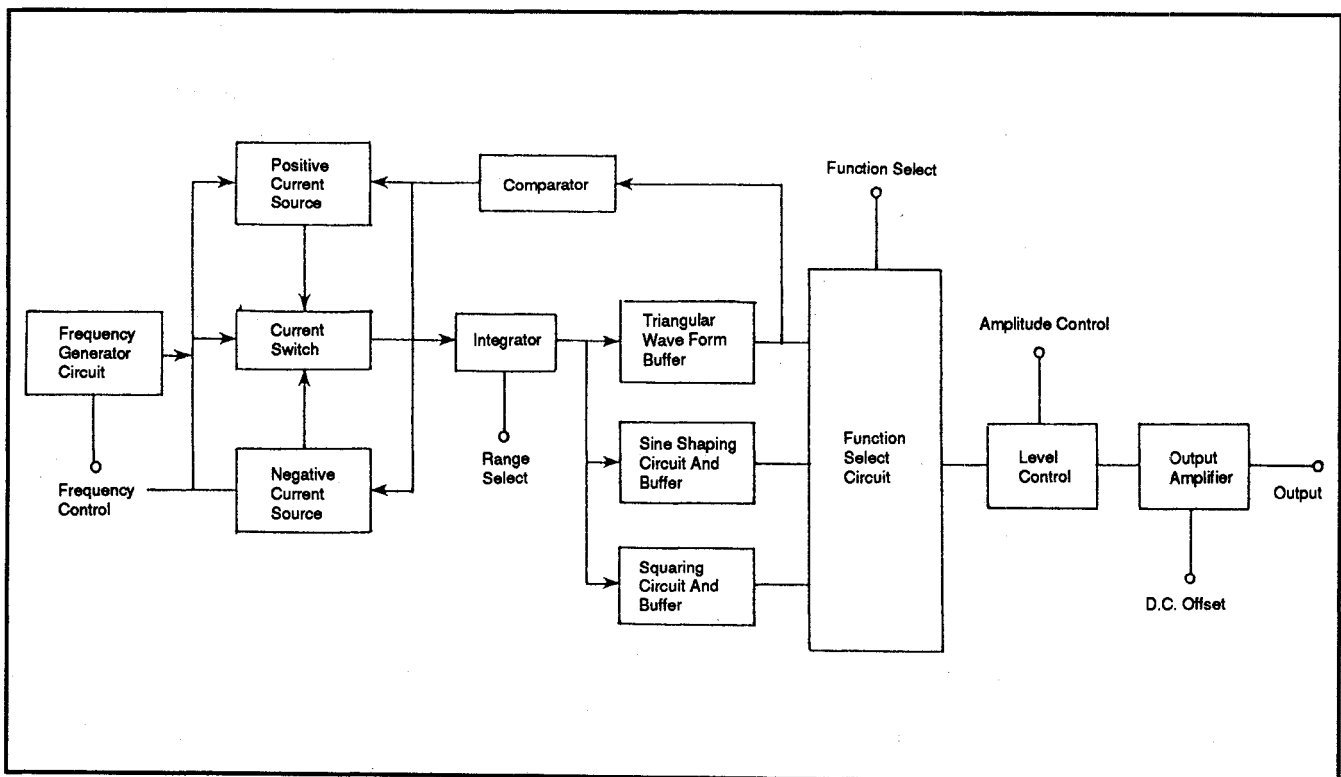 Positive
Current
Source
Comparator
Function Select
Frequency
Generator
Circuit
Current
Switch
Integrator
Triangular
Wave Form
Buffer
Amplitude Control
Frequency
Control
Negative
Current
Source
Range
Select
Sine Shaping
Circuit And
Buffer
Function
Select
Circuit
Level
Control
Output
Amplifier
Output
Squaring
Circuit And
Buffer
D.C. Offset